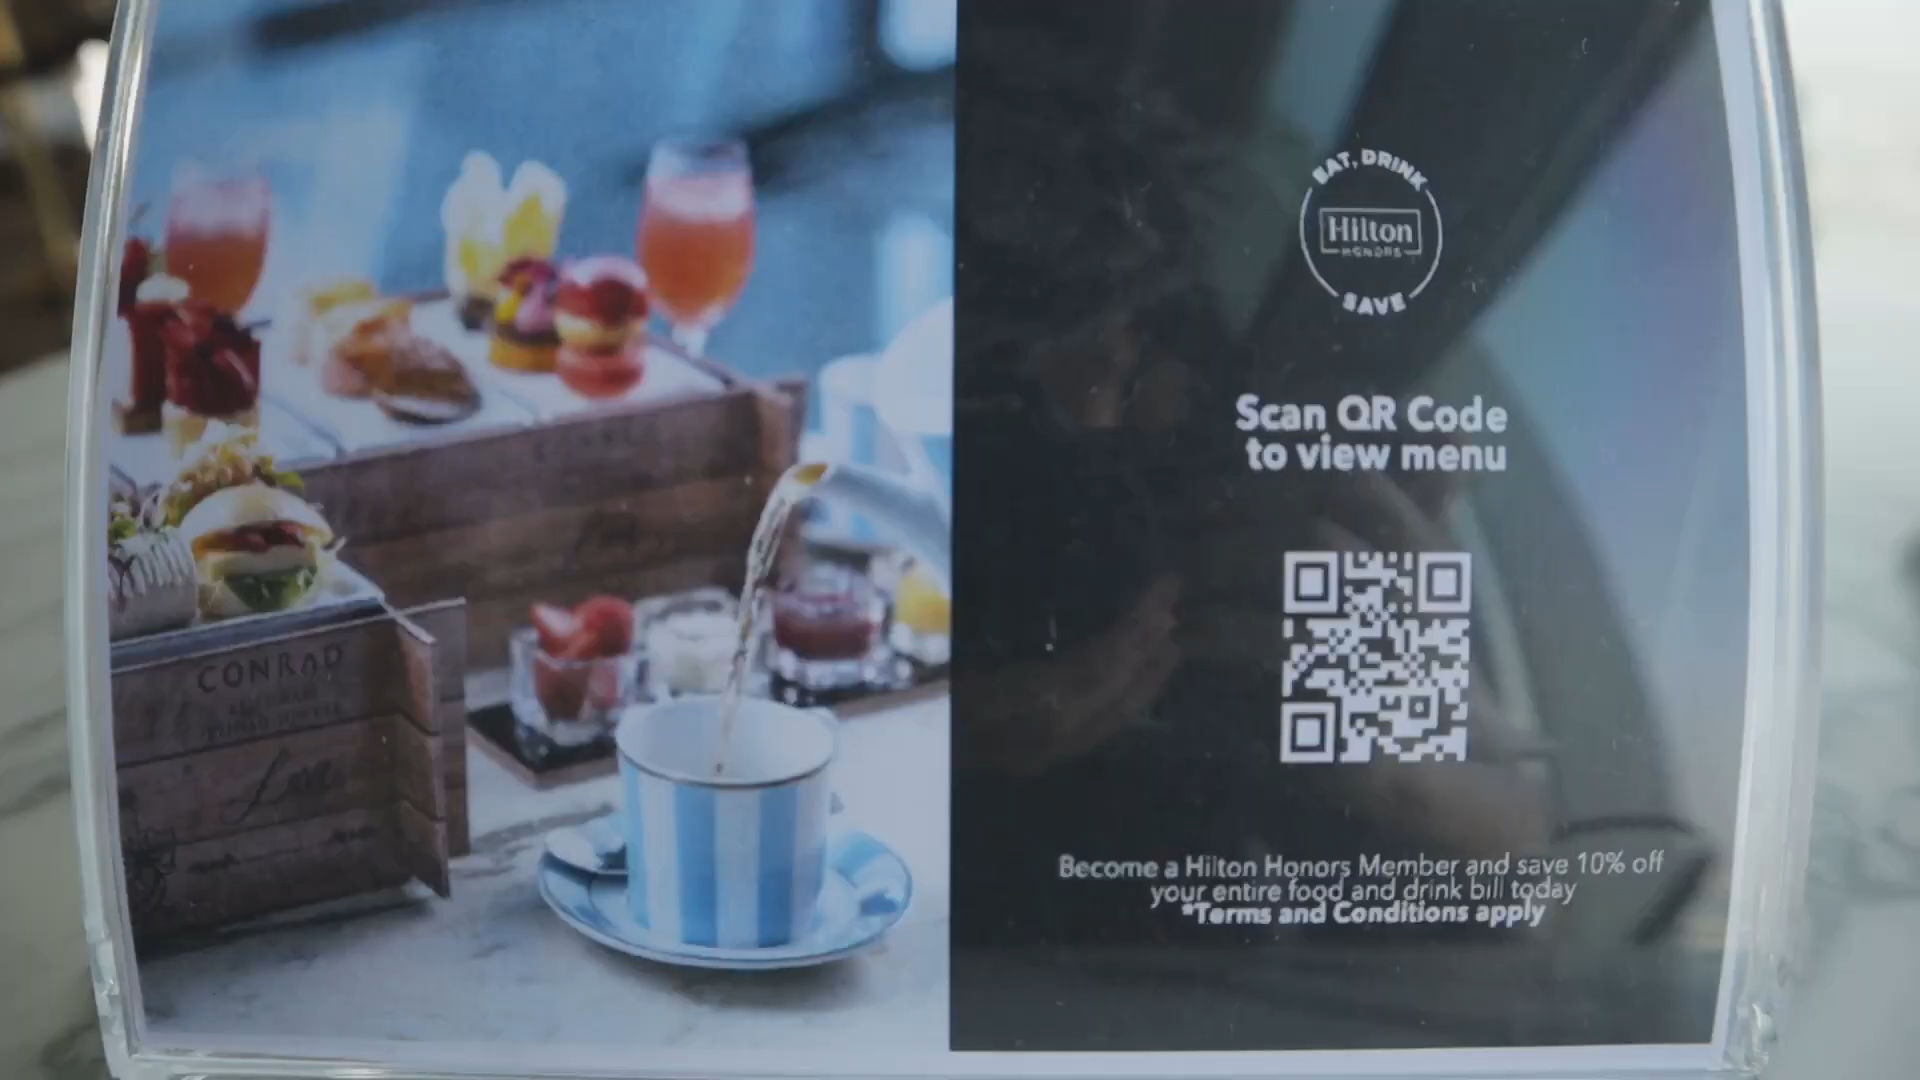 EAT, DRINK
Hilton
HONORS
SAVE
Scan QR Code
to view menu
Become a Hilton Honors Member and save 10% off
your entire food and drink bill today
*Terms and Conditions apply
CONRAD
Love